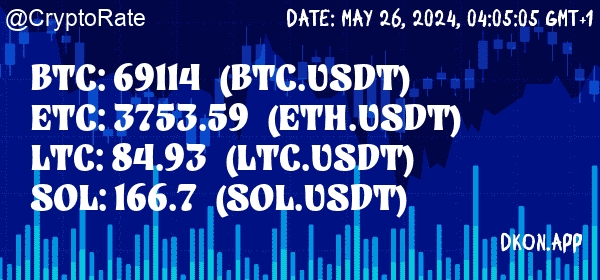 @CryptoRate
DATE: MAY 26, 2024, 04:05:05 GMT+1
BTC: 69114 (BTC.USDT)
ETC: 3753.59 (ETH.USDT)
LTC: 84.93 (LTC.USDT)
SOL: 166.7 (SOL.USDT)
DKON.APP